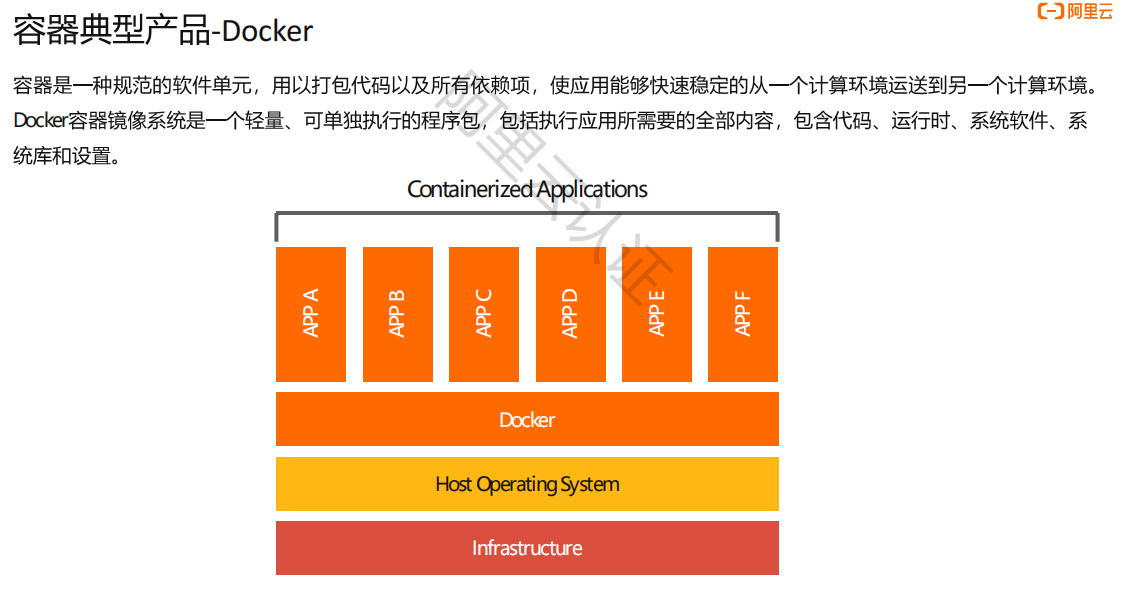 容器典型产品-Docker
阿里云
容器是一种规范的软件单元，用以打包代码以及所有依赖项，使应用能够快速稳定的从一个计算环境运送到另一个计算环境。
Docker容器镜像系统是一个轻量、可单独执行的程序包，包括执行应用所需要的全部内容，包含代码、运行时、系统软件、系
统库和设置。
阿里云认证
Containerized Applications
APP A
APP B
APP C
APP D
APP E
APP F
Docker
Host Operating System
Infrastructure